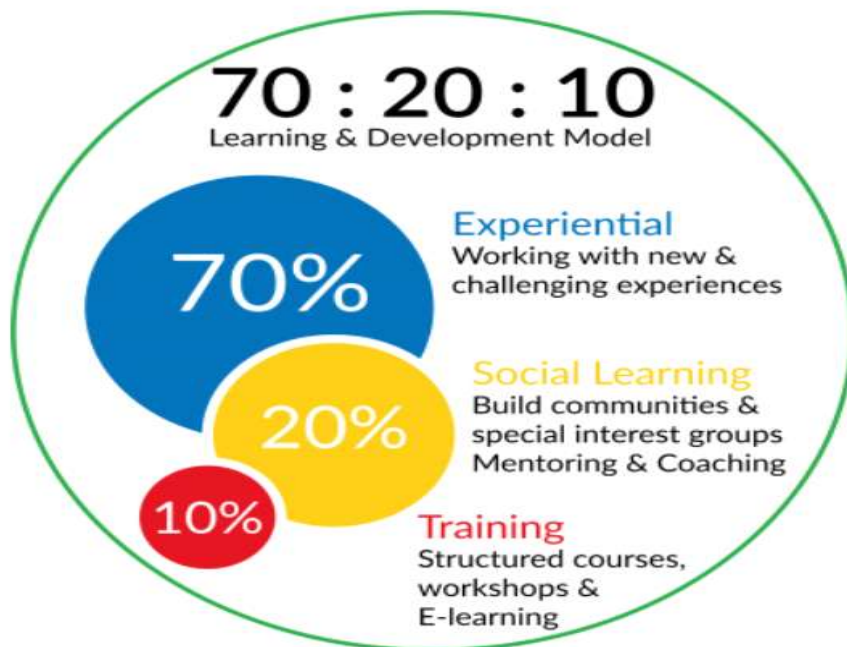 70 : 20 : 10
Learning & Development Model
70%
Experiential
Working with new &
challenging experiences
20%
Social Learning
Build communities &
special interest groups
Mentoring & Coaching
10%
Training
Structured courses,
workshops &
E-learning